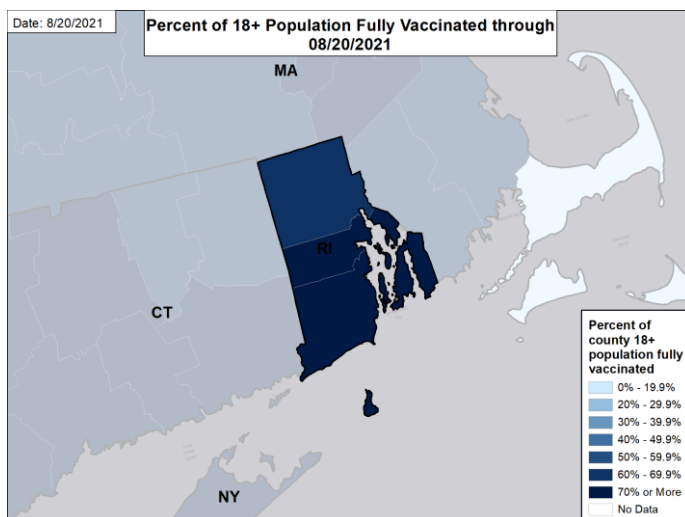 Date: 8/20/2021
Percent of 18+ Population Fully Vaccinated through
08/20/2021
MA
RI
CT
NY
Percent of
county 18+
population fully
vaccinated
0% - 19.9%
20% - 29.9%
30% - 39.9%
40% - 49.9%
50% - 59.9%
60% - 69.9%
70% or More
No Data